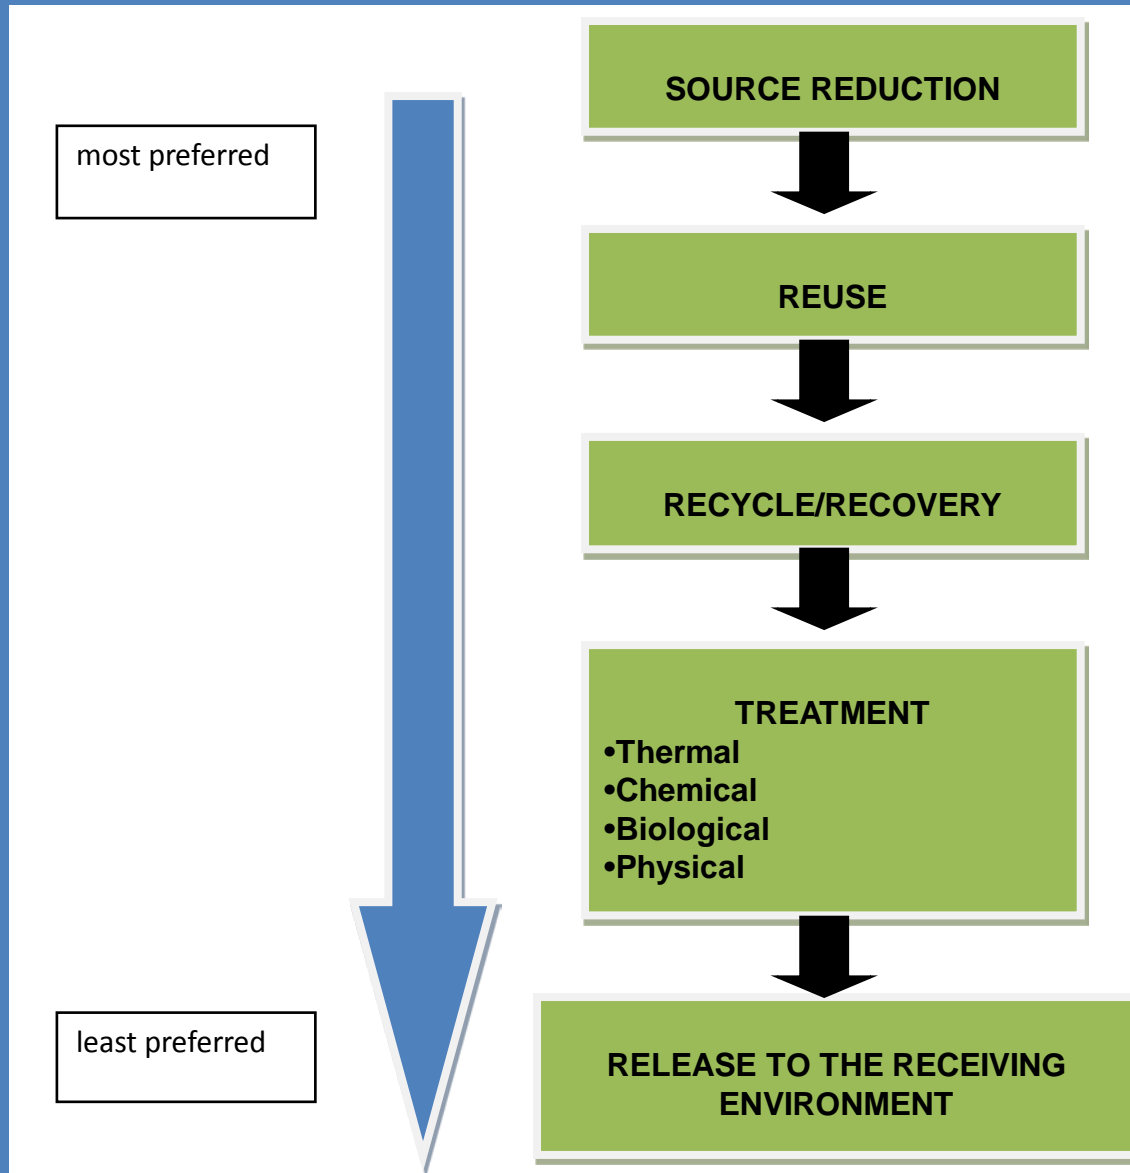 SOURCE REDUCTION
most preferred
REUSE
RECYCLE/RECOVERY
TREATMENT
•Thermal
•Chemical
•Biological
•Physical
least preferred
RELEASE TO THE RECEIVING
ENVIRONMENT